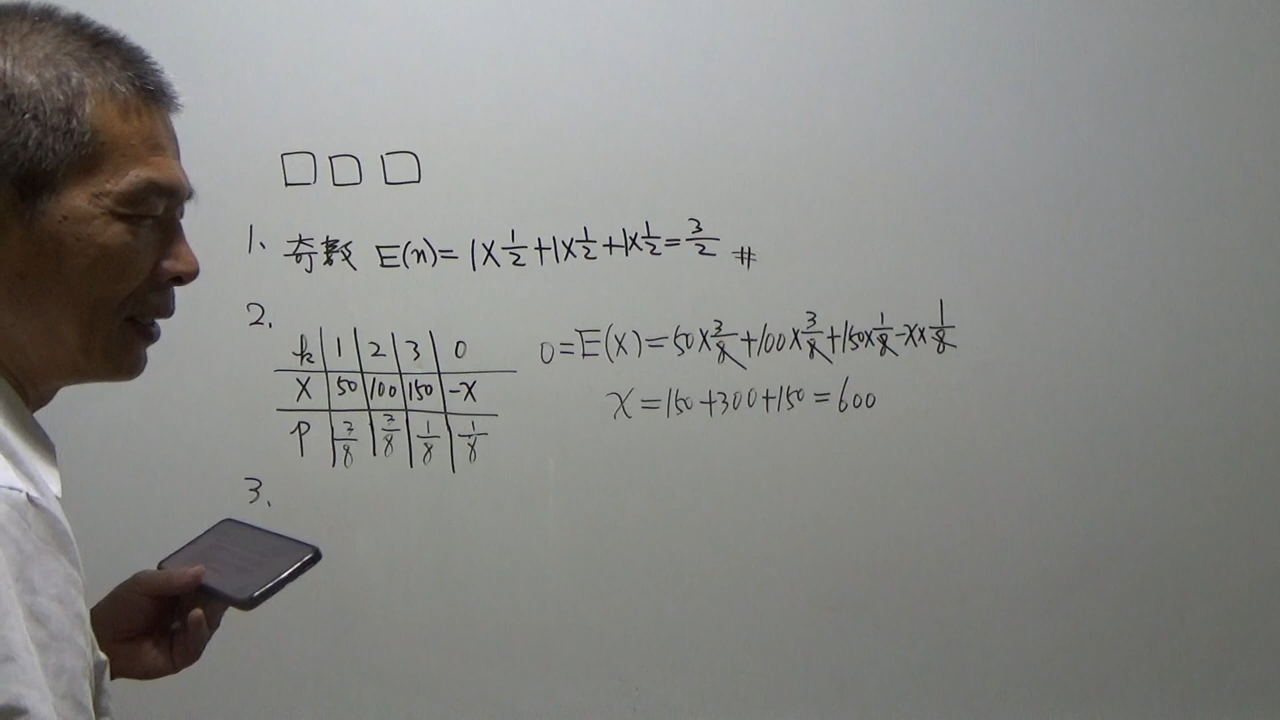 □ □ □
1、奇數 E(n)=1×1/2+1×1/2+1×1/2=3/2 #
2、
k | 1 | 2 | 3 | 0
X | 50 | 100 | 150 | -x
P | 3/8 | 3/8 | 1/8 | 1/8
0=E(X)=50×3/8+100×3/8+150×1/8-x×1/8
x=150+300+150=600
3、